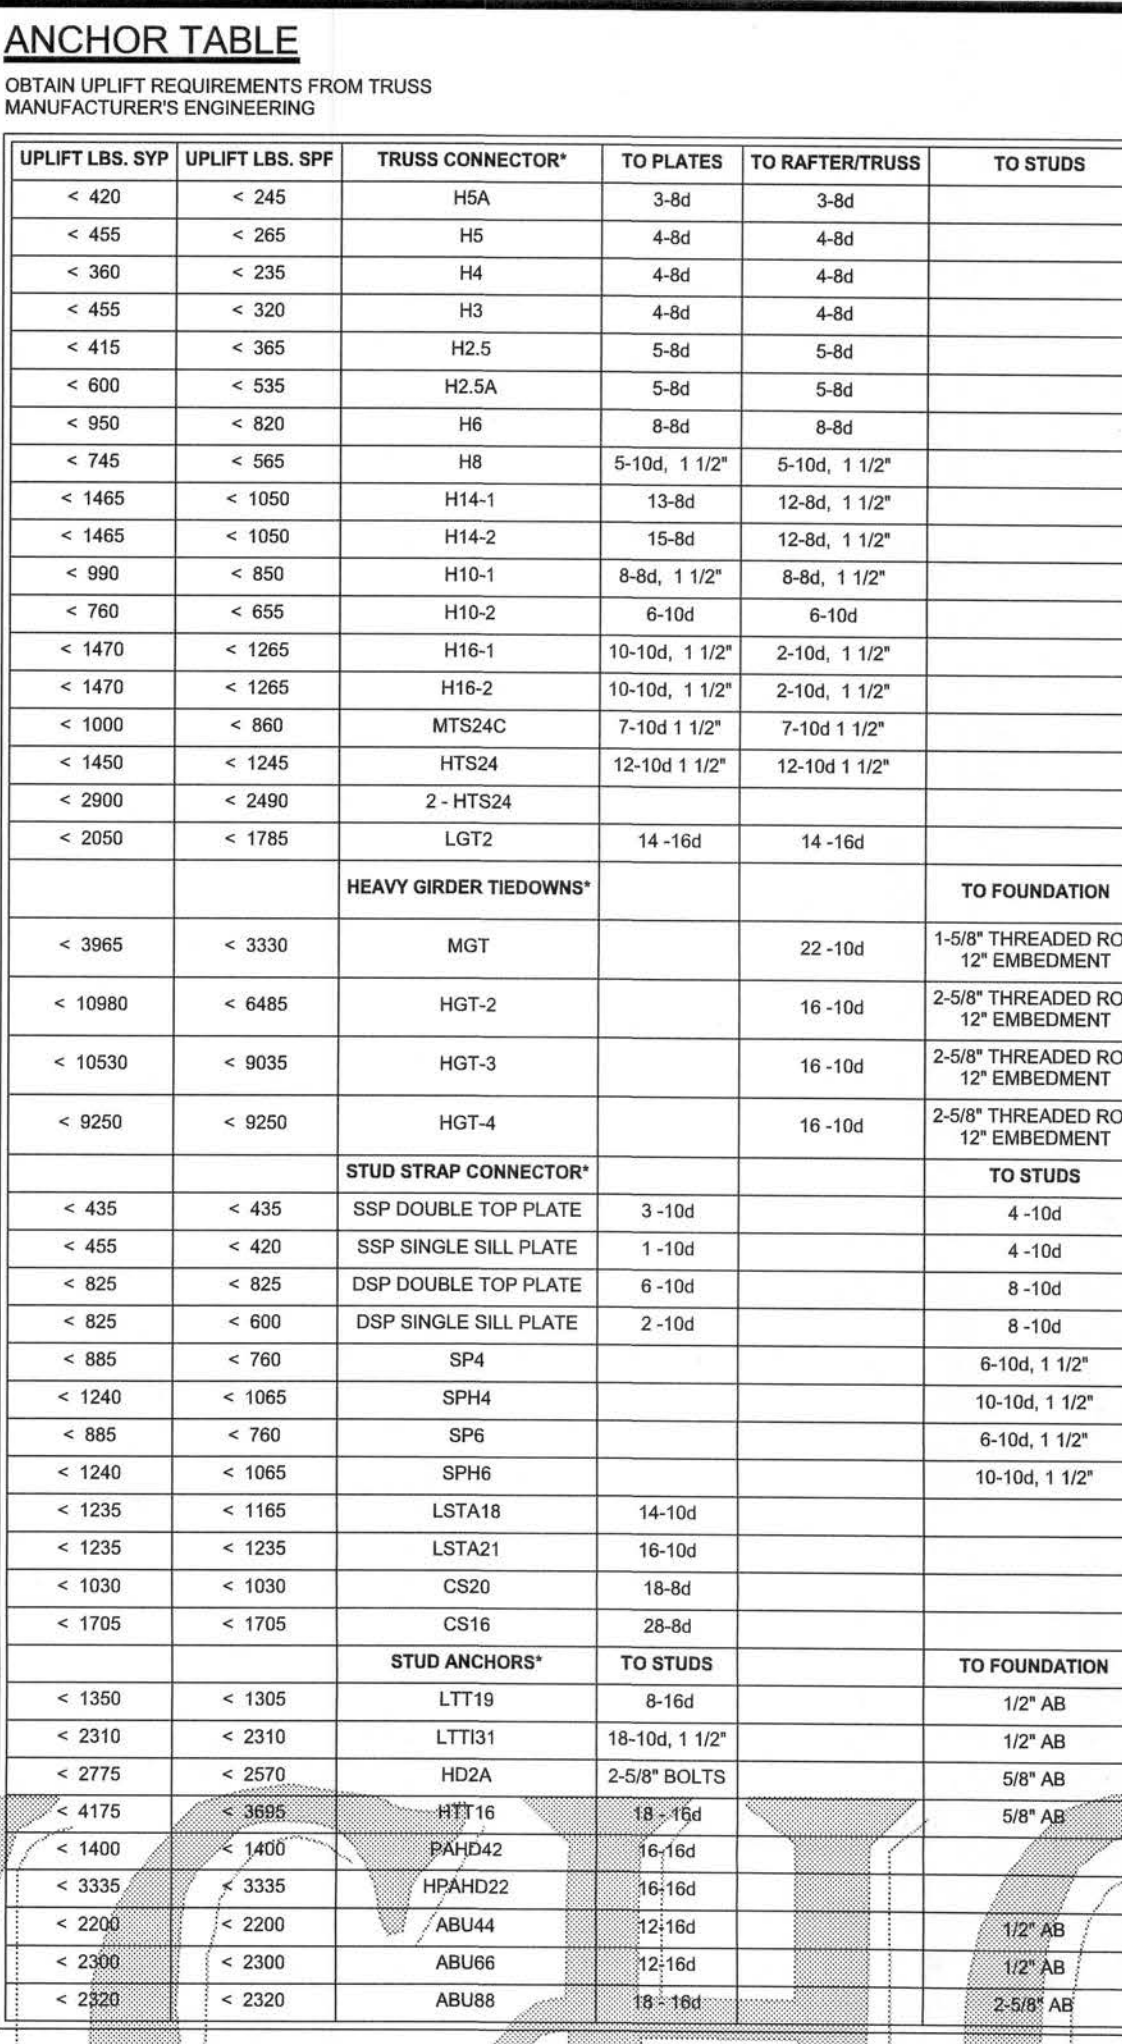 ANCHOR TABLE
OBTAIN UPLIFT REQUIREMENTS FROM TRUSS
MANUFACTURER'S ENGINEERING
UPLIFT LBS. SYP UPLIFT LBS. SPF TRUSS CONNECTOR* TO PLATES TO RAFTER/TRUSS TO STUDS
< 420 < 245 H5A 3-8d 3-8d
< 455 < 265 H5 4-8d 4-8d
< 360 < 235 H4 4-8d 4-8d
< 455 < 320 H3 4-8d 4-8d
< 415 < 365 H2.5 5-8d 5-8d
< 600 < 535 H2.5A 5-8d 5-8d
< 950 < 820 H6 8-8d 8-8d
< 745 < 565 H8 5-10d, 1 1/2" 5-10d, 1 1/2"
< 1465 < 1050 H14-1 13-8d 12-8d, 1 1/2"
< 1465 < 1050 H14-2 15-8d 12-8d, 1 1/2"
< 990 < 850 H10-1 8-8d, 1 1/2" 8-8d, 1 1/2"
< 760 < 655 H10-2 6-10d 6-10d
< 1470 < 1265 H16-1 10-10d, 1 1/2" 2-10d, 1 1/2"
< 1470 < 1265 H16-2 10-10d, 1 1/2" 2-10d, 1 1/2"
< 1000 < 860 MTS24C 7-10d 1 1/2" 7-10d 1 1/2"
< 1450 < 1245 HTS24 12-10d 1 1/2" 12-10d 1 1/2"
< 2900 < 2490 2 - HTS24
< 2050 < 1785 LGT2 14 -16d 14 -16d
HEAVY GIRDER TIEDOWNS* TO FOUNDATION
< 3965 < 3330 MGT 22 -10d 1-5/8" THREADED RO
12" EMBEDMENT
< 10980 < 6485 HGT-2 16 -10d 2-5/8" THREADED RO
12" EMBEDMENT
< 10530 < 9035 HGT-3 16 -10d 2-5/8" THREADED RO
12" EMBEDMENT
< 9250 < 9250 HGT-4 16 -10d 2-5/8" THREADED RO
12" EMBEDMENT
STUD STRAP CONNECTOR* TO STUDS
< 435 < 435 SSP DOUBLE TOP PLATE 3 -10d 4 -10d
< 455 < 420 SSP SINGLE SILL PLATE 1 -10d 4 -10d
< 825 < 825 DSP DOUBLE TOP PLATE 6 -10d 8 -10d
< 825 < 600 DSP SINGLE SILL PLATE 2 -10d 8 -10d
< 885 < 760 SP4 6-10d, 1 1/2"
< 1240 < 1065 SPH4 10-10d, 1 1/2"
< 885 < 760 SP6 6-10d, 1 1/2"
< 1240 < 1065 SPH6 10-10d, 1 1/2"
< 1235 < 1165 LSTA18 14-10d
< 1235 < 1235 LSTA21 16-10d
< 1030 < 1030 CS20 18-8d
< 1705 < 1705 CS16 28-8d
STUD ANCHORS* TO STUDS TO FOUNDATION
< 1350 < 1305 LTT19 8-16d 1/2" AB
< 2310 < 2310 LTTI31 18-10d, 1 1/2" 1/2" AB
< 2775 < 2570 HD2A 2-5/8" BOLTS 5/8" AB
< 4175 < 3695 HTT16 18 - 16d 5/8" AB
< 1400 < 1400 PAHD42 16-16d
< 3335 < 3335 HPAHD22 16-16d
< 2200 < 2200 ABU44 12-16d 1/2" AB
< 2300 < 2300 ABU66 12-16d 1/2" AB
< 2320 < 2320 ABU88 18 - 16d 2-5/8" AB